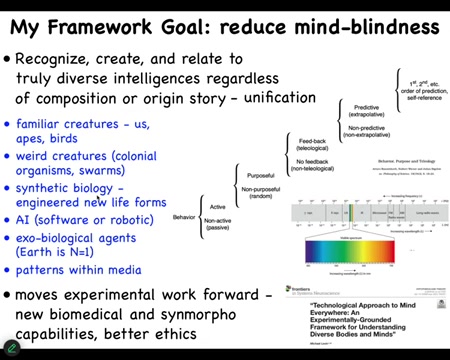 My Framework Goal: reduce mind-blindness
• Recognize, create, and relate to
truly diverse intelligences regardless
of composition or origin story – unification
• familiar creatures – us,
apes, birds
• weird creatures (colonial
organisms, swarms)
• synthetic biology –
engineered new life forms
• AI (software or robotic)
• exo-biological agents
(Earth is N=1)
• patterns within media
• moves experimental work forward –
new biomedical and synmorpho
capabilities, better ethics
1st, 2nd, etc.
order of prediction,
self-reference
Predictive
(extrapolative)
Non-predictive
(non-extrapolative)
Feed-back
(teleological)
No feedback
(non-teleological)
Purposeful
Non-purposeful
(random)
Active
Non-active
(passive)
Behavior
Behavior, Purpose and Teleology
Visible spectrum
frontiers
in Systems Neuroscience
"Technological Approach to Mind
Everywhere: An
Experimentally-Grounded
Framework for Understanding
Diverse Bodies and Minds"
Michael Levin